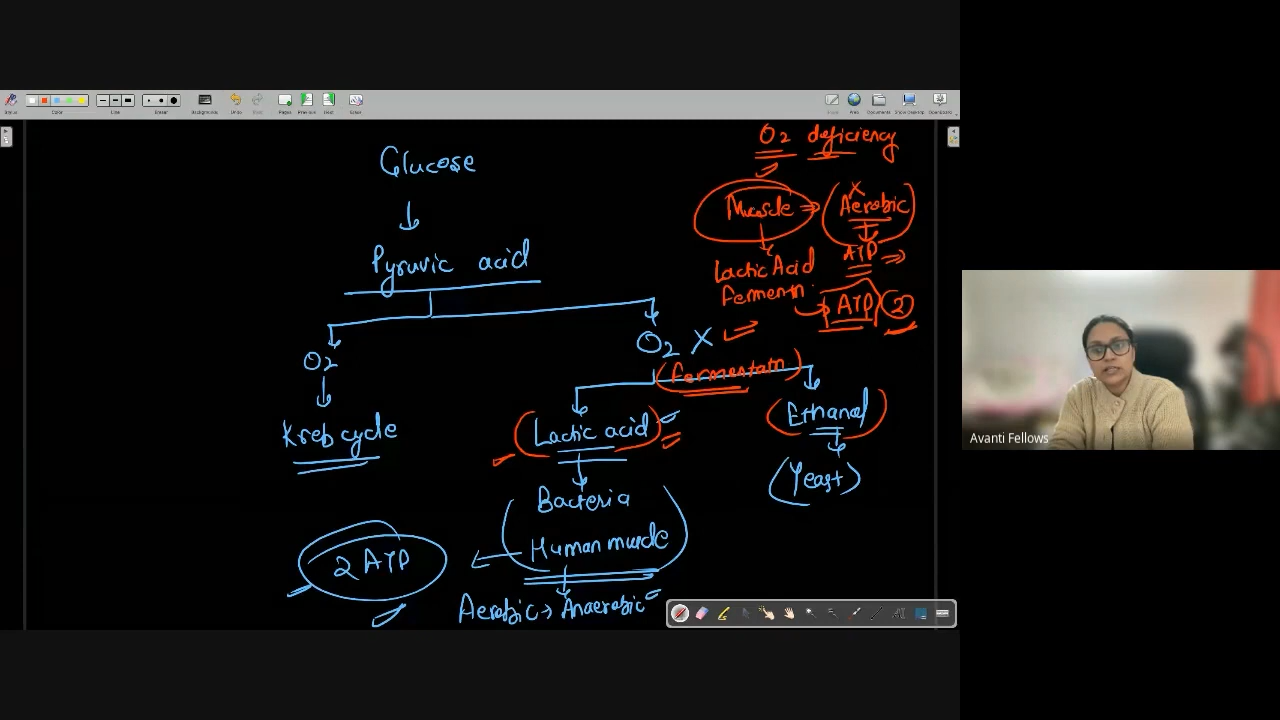 Glucose
Pyruvic acid
O2
Kreb cycle
O2 X
(fermentatn)
(Lactic acid)
Bacteria
Human muscle
2 ATP
Aerobic → Anaerobic
(Ethanol)
(Yeast)
O2 deficiency
Muscle ⇒ (Aerobic)
X
ATP ⇒
Lactic Acid
Fermentn.
ATP 2
Avanti Fellows